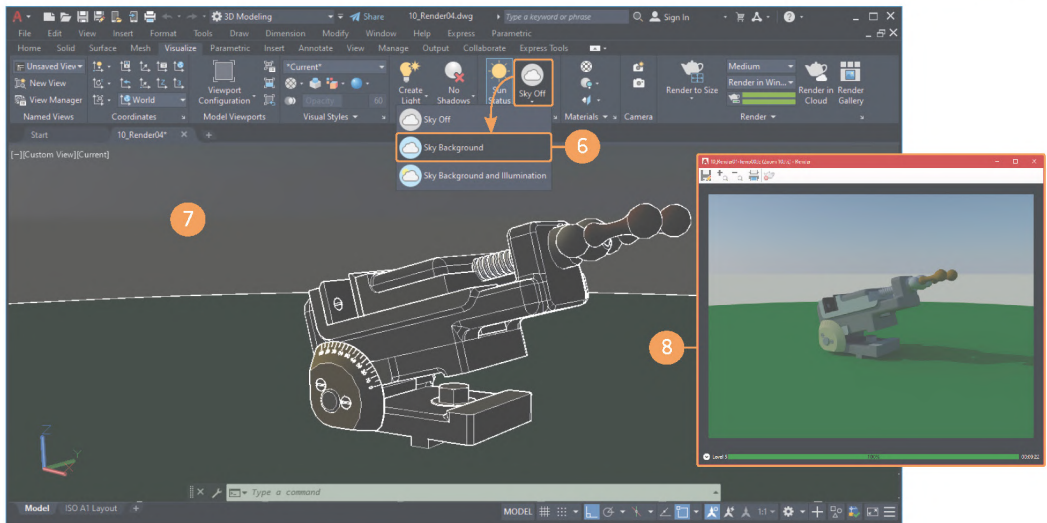 3D Modeling Share 10_Render04.dwg Type a keyword or phrase Sign In
File Edit View Insert Format Tools Draw Dimension Modify Window Help Express Parametric
Home Solid Surface Mesh Visualize Parametric Insert Annotate View Manage Output Collaborate Express Tools
Unsaved View
New View
View Manager
World
Named Views
Coordinates
Viewport
Configuration
Model Viewports
*Current*
Opacity 60
Visual Styles
Create
Light
No
Shadows
Sun
Status
Sky Off
Materials
Camera
Render to Size
Medium
Render in Win...
Render in
Cloud
Render
Gallery
Render
Start 10_Render04*
Sky Off
Sky Background
6
Sky Background and Illumination
[-][Custom View][Current]
7
8
Level 5 100%
Z
Y
X
Type a command
Model ISO A1 Layout
MODEL 1:1